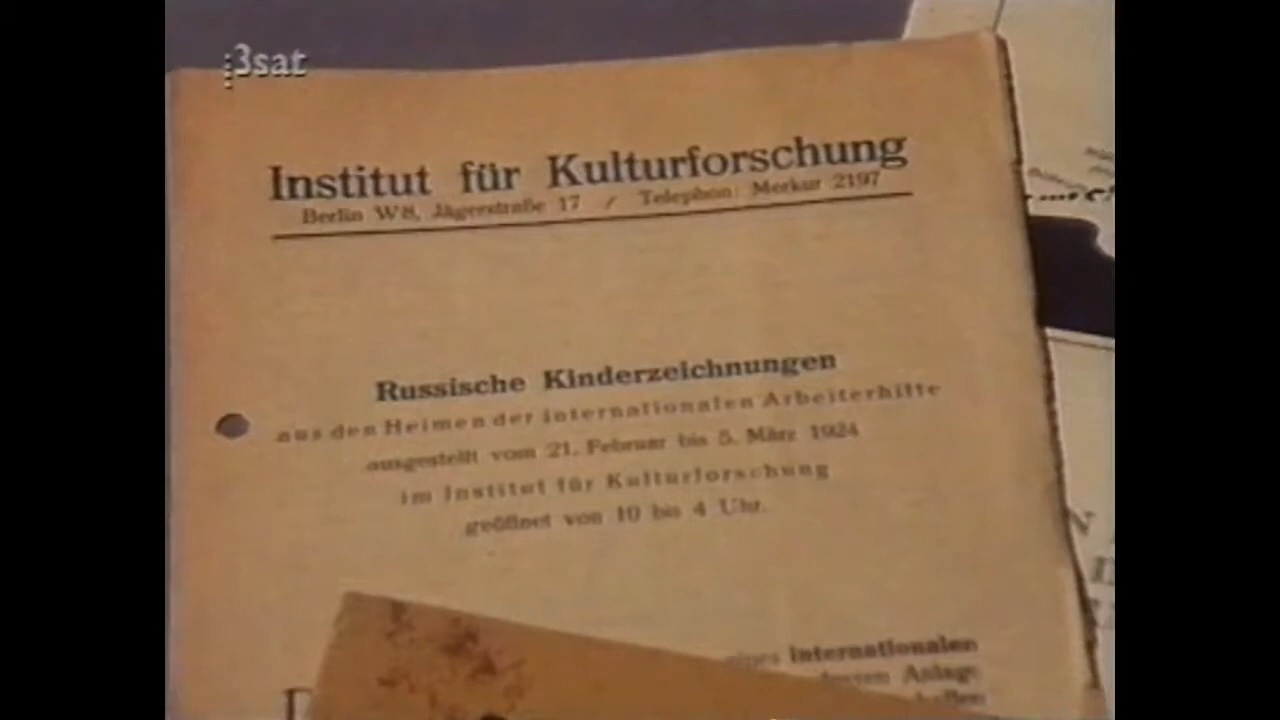 3sat
Institut für Kulturforschung
Berlin W8, Jägerstraße 17 / Telephon: Merkur 2197
Russische Kinderzeichnungen
aus den Heimen der internationalen Arbeiterhilfe
ausgestellt vom 21. Februar bis 5. März 1924
im Institut für Kulturforschung
geöffnet von 10 bis 4 Uhr.
internationalen
Anlage